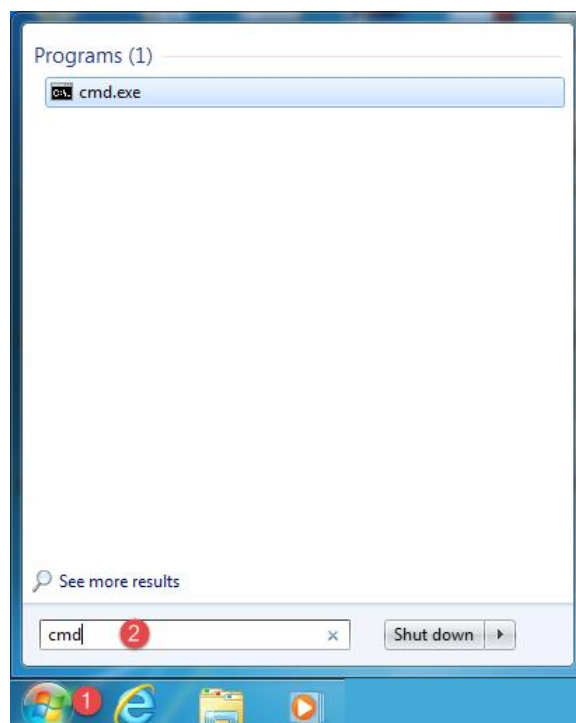 Programs (1)
C:\. cmd.exe
See more results
cmd 2 x Shut down
1